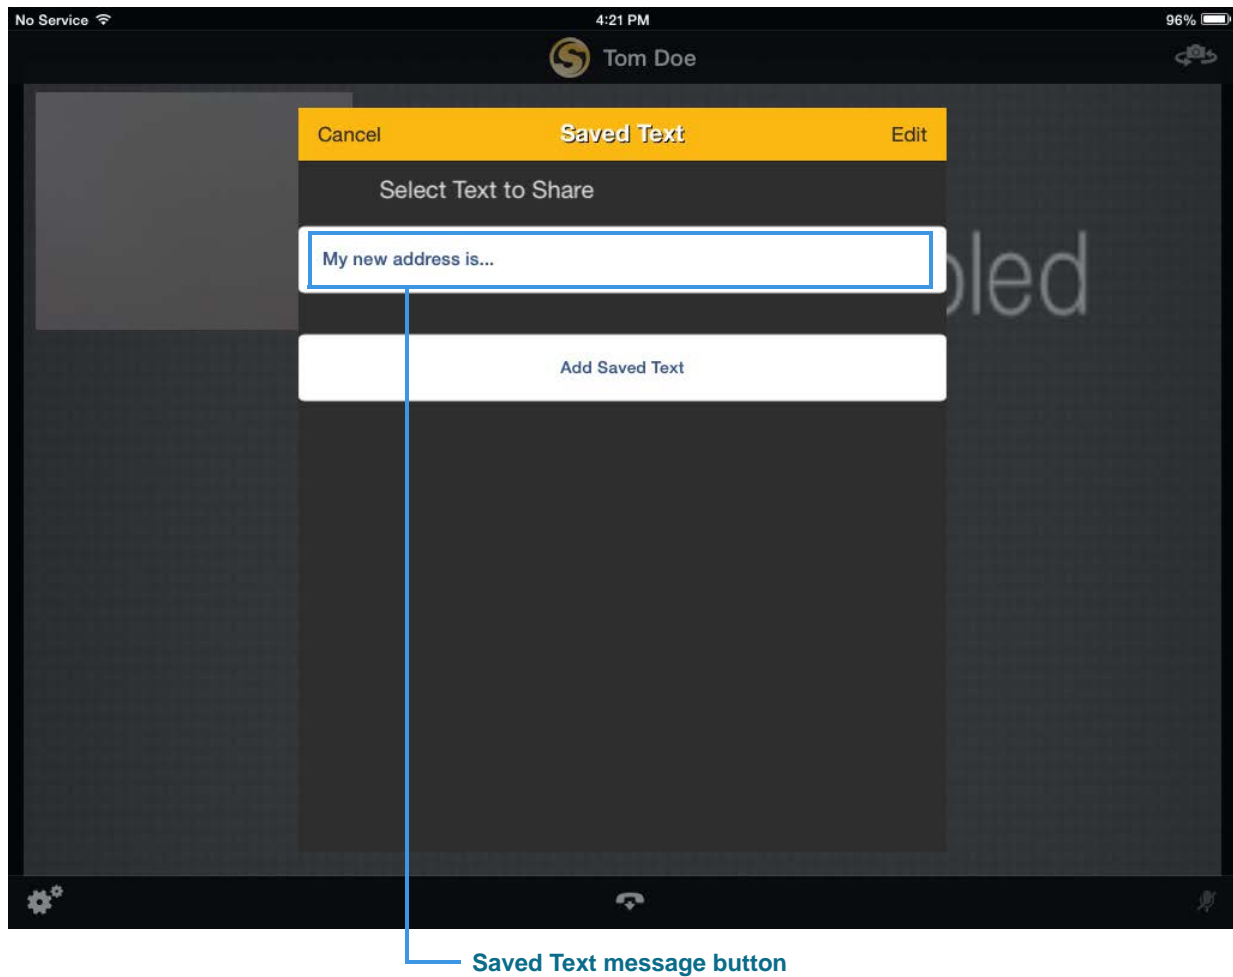 No Service 4:21 PM 96%
Tom Doe
Cancel Saved Text Edit
Select Text to Share
My new address is...
Add Saved Text
Saved Text message button